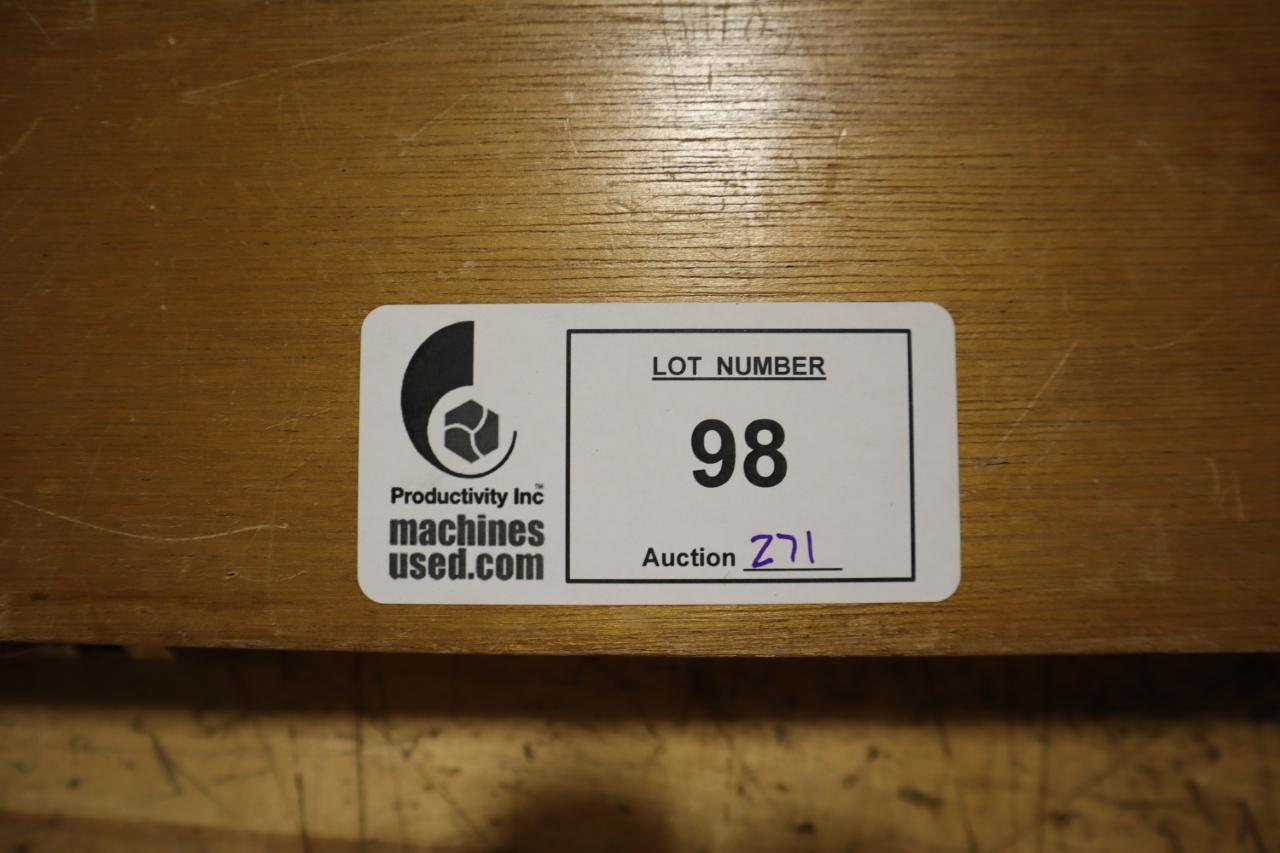 Productivity Inc™
machines
used.com
LOT NUMBER
98
Auction 271